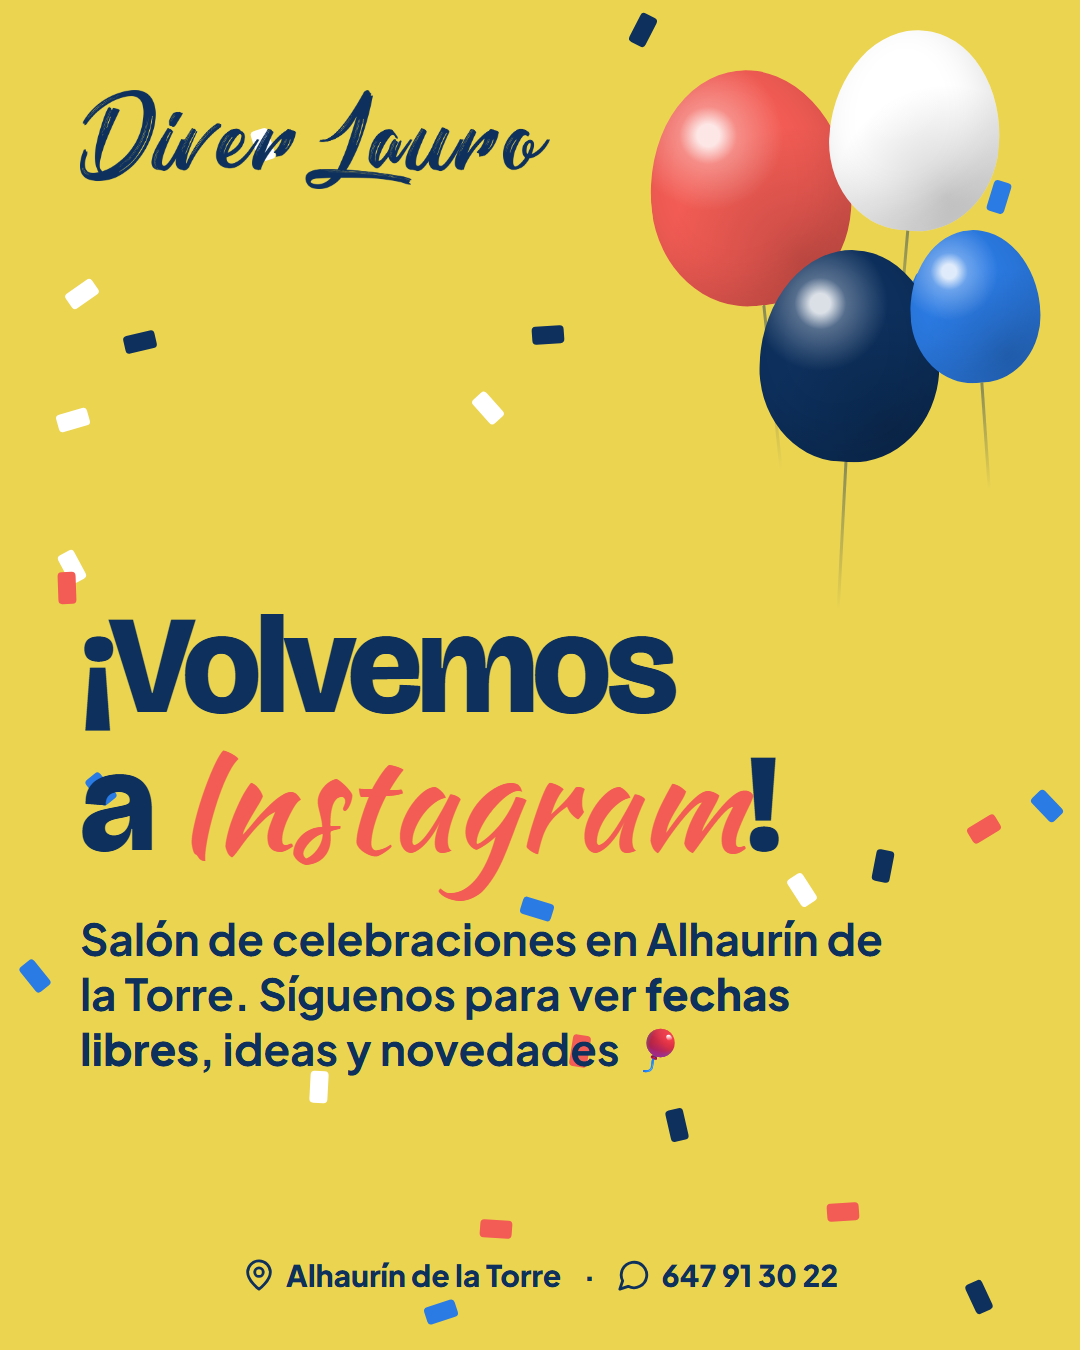 Diver Lauro
¡Volvemos
a Instagram!
Salón de celebraciones en Alhaurín de
la Torre. Síguenos para ver fechas
libres, ideas y novedades 🎈
Alhaurín de la Torre · 647 91 30 22